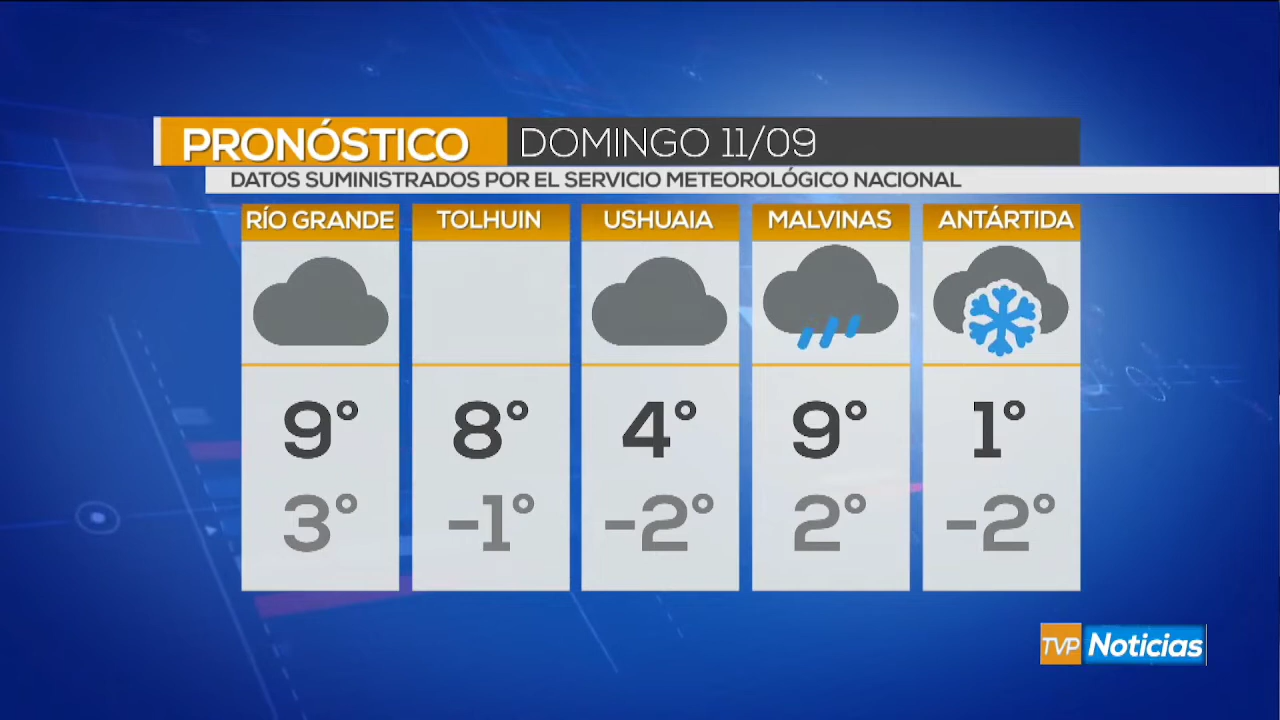 PRONÓSTICO DOMINGO 11/09
DATOS SUMINISTRADOS POR EL SERVICIO METEOROLÓGICO NACIONAL
RÍO GRANDE TOLHUIN USHUAIA MALVINAS ANTÁRTIDA
9° 8° 4° 9° 1°
3° -1° -2° 2° -2°
TVP Noticias